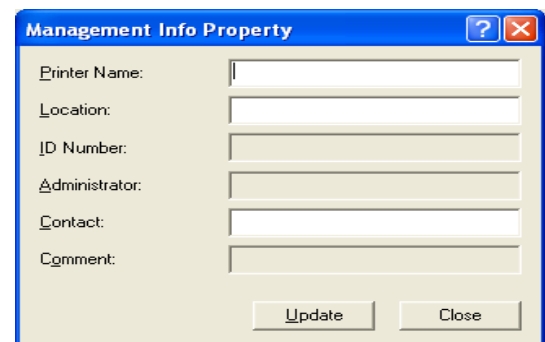 Management Info Property
Printer Name:
Location:
ID Number:
Administrator:
Contact:
Comment:
Update Close